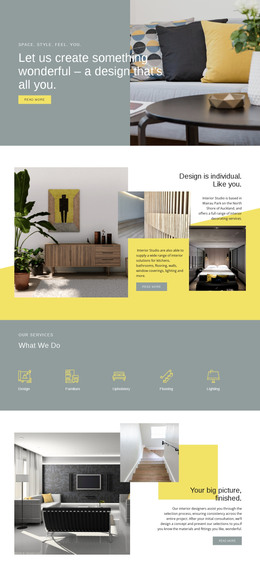 SPACE. STYLE. FEEL. YOU.
Let us create something
wonderful – a design that's
all you.
READ MORE
Design is individual.
Like you,
Interior Studio is based in
Murray Park on the North
Shore of Auckland, and
offers a full range of interior
decorating services.
Interior Studio are also able to
supply a wide range of interior
solutions for kitchens,
bathrooms, flooring, walls,
window coverings, lighting and
more.
READ MORE
OUR SERVICES
What We Do
Design
Furniture
Upholstery
Flooring
Lighting
Your big picture,
finished.
Our interior designers assist you through the
selection process, ensuring consistency across the
entire project. After your initial consultation, we'll
design a concept and present our selections to you if
you know the materials and fittings you like wonderful.
READ MORE